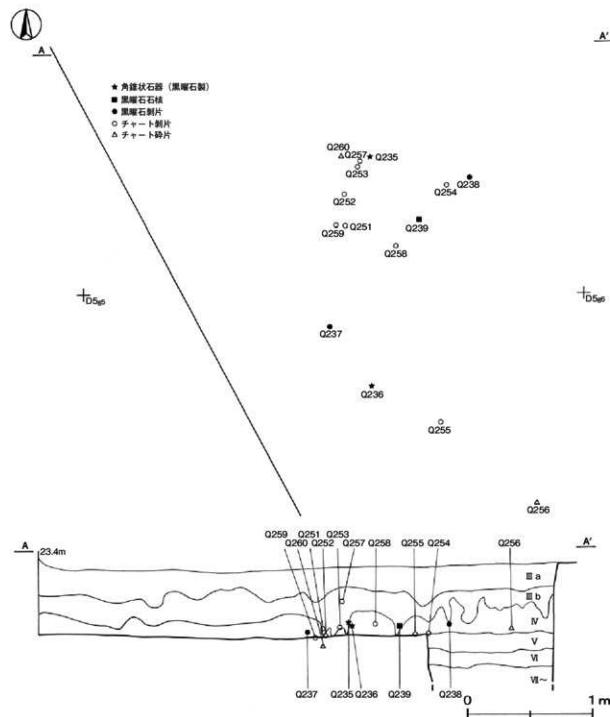 A
A'
★ 角錐状石器（黒曜石製）
■ 黒曜石石核
● 黒曜石剝片
○ チャート剝片
△ チャート砕片
Q260
Q257
Q235
Q253
Q254
Q238
Q252
Q259
Q251
Q239
Q258
D5g5
D5g6
Q237
Q236
Q255
Q256
Q251
Q253
Q259
Q252
Q257
Q258
Q255
Q254
Q256
Q260
A
23.4m
A'
Ⅲa
Ⅲb
Ⅳ
Ⅴ
Ⅵ
Ⅶ~
Q237
Q235
Q236
Q239
Q238
0
1 m